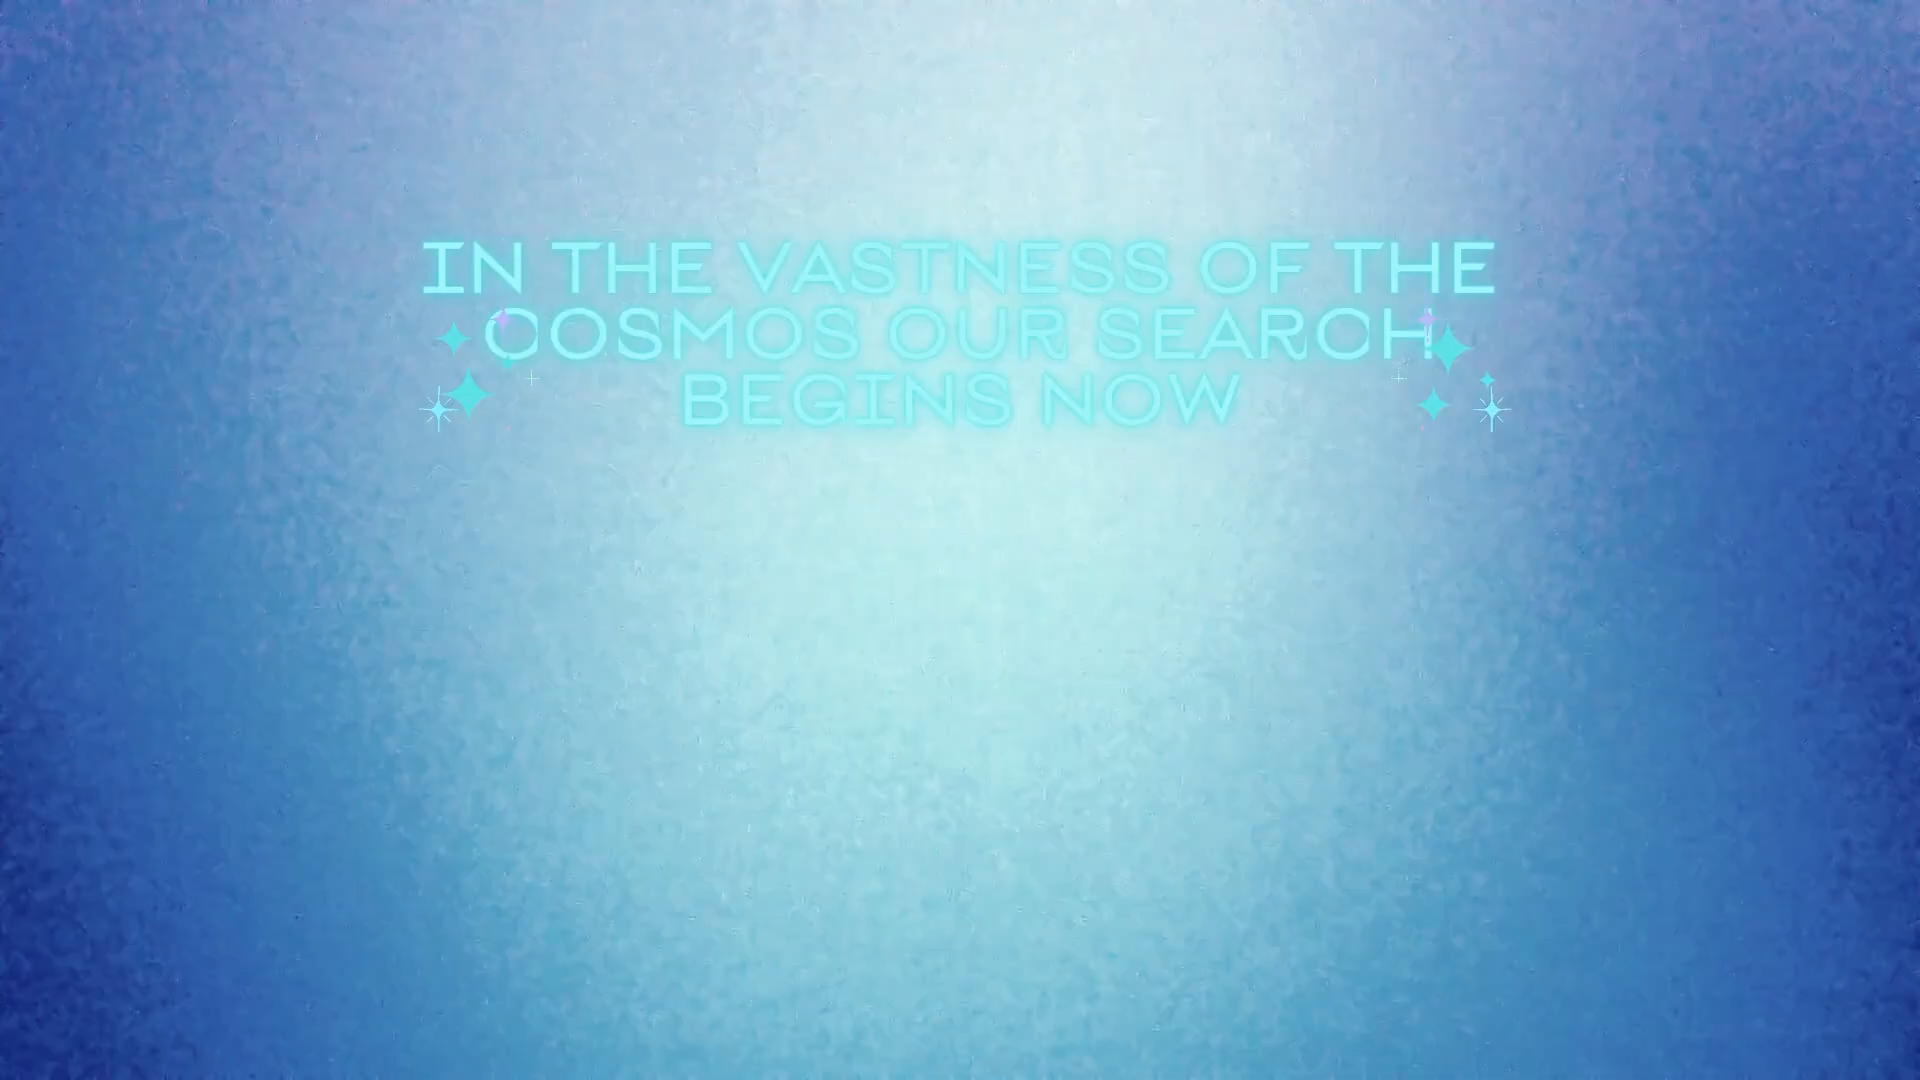 IN THE VASTNESS OF THE
COSMOS OUR SEARCH
BEGINS NOW